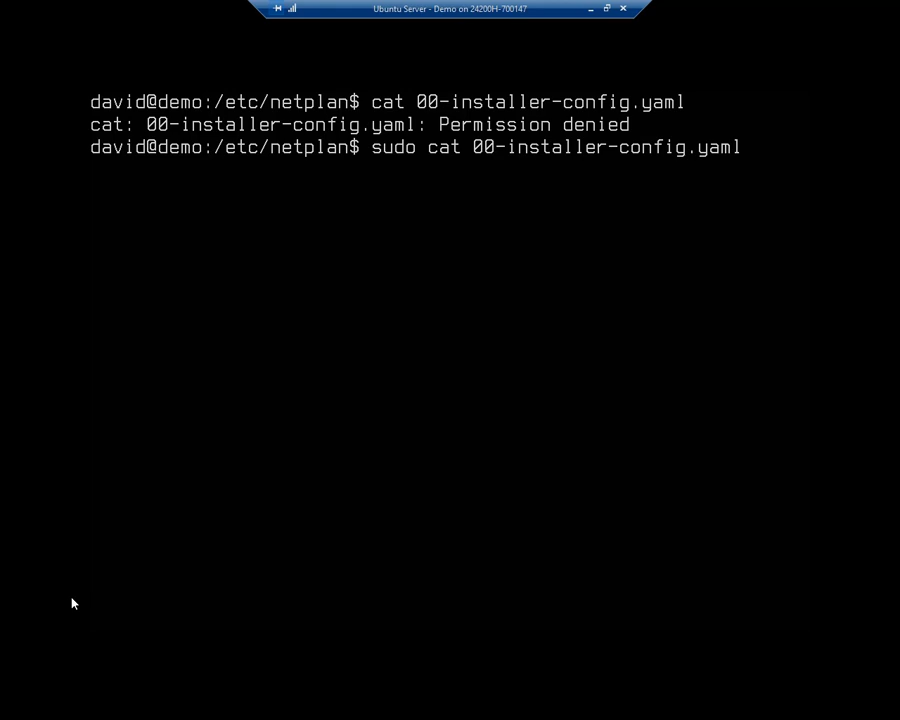 Ubuntu Server - Demo on 24200H-700147
david@demo:/etc/netplan$ cat 00-installer-config.yaml
cat: 00-installer-config.yaml: Permission denied
david@demo:/etc/netplan$ sudo cat 00-installer-config.yaml